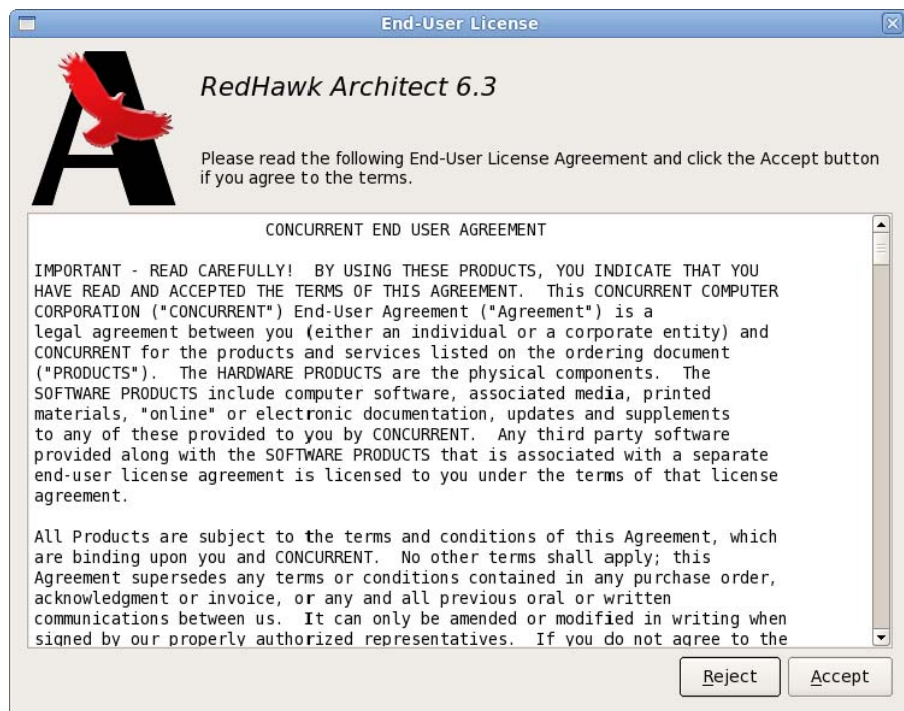 End-User License
RedHawk Architect 6.3
Please read the following End-User License Agreement and click the Accept button
if you agree to the terms.
CONCURRENT END USER AGREEMENT
IMPORTANT - READ CAREFULLY!  BY USING THESE PRODUCTS, YOU INDICATE THAT YOU
HAVE READ AND ACCEPTED THE TERMS OF THIS AGREEMENT.  This CONCURRENT COMPUTER
CORPORATION ("CONCURRENT") End-User Agreement ("Agreement") is a
legal agreement between you (either an individual or a corporate entity) and
CONCURRENT for the products and services listed on the ordering document
("PRODUCTS").  The HARDWARE PRODUCTS are the physical components.  The
SOFTWARE PRODUCTS include computer software, associated media, printed
materials, "online" or electronic documentation, updates and supplements
to any of these provided to you by CONCURRENT.  Any third party software
provided along with the SOFTWARE PRODUCTS that is associated with a separate
end-user license agreement is licensed to you under the terms of that license
agreement.
All Products are subject to the terms and conditions of this Agreement, which
are binding upon you and CONCURRENT.  No other terms shall apply; this
Agreement supersedes any terms or conditions contained in any purchase order,
acknowledgment or invoice, or any and all previous oral or written
communications between us.  It can only be amended or modified in writing when
signed by our properly authorized representatives.  If you do not agree to the
Reject
Accept